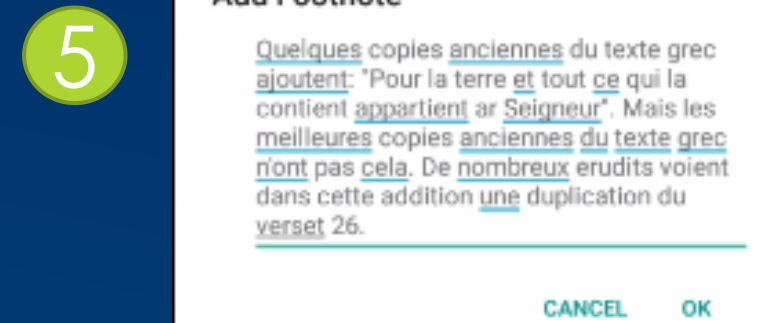 5
Add Footnote
Quelques copies anciennes du texte grec
ajoutent: "Pour la terre et tout ce qui la
contient appartient ar Seigneur". Mais les
meilleures copies anciennes du texte grec
n'ont pas cela. De nombreux erudits voient
dans cette addition une duplication du
verset 26.
CANCEL OK